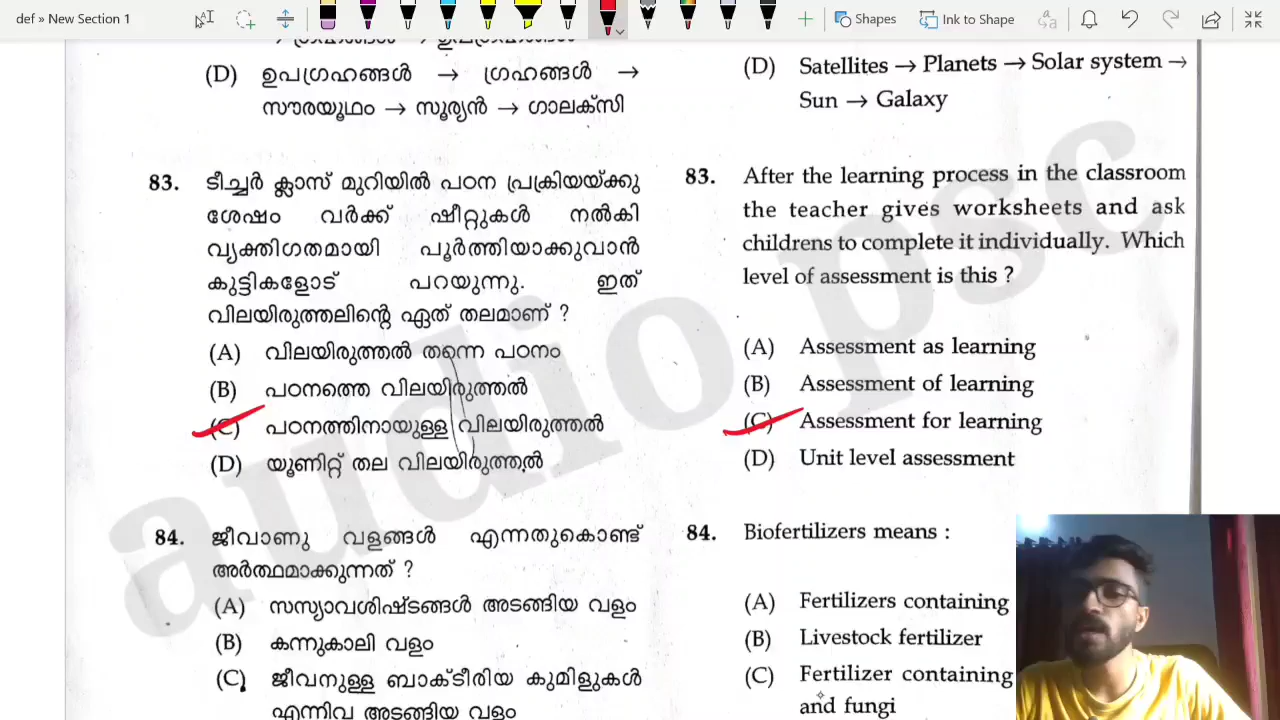 def » New Section 1
Shapes
Ink to Shape
(D) ഉപഗ്രഹങ്ങൾ → ഗ്രഹങ്ങൾ →
സൗരയൂഥം → സൂര്യൻ → ഗാലക്സി
83. ടീച്ചർ ക്ലാസ് മുറിയിൽ പഠന പ്രക്രിയയ്ക്കു
ശേഷം വർക്ക് ഷീറ്റുകൾ നൽകി
വ്യക്തിഗതമായി പൂർത്തിയാക്കുവാൻ
കുട്ടികളോട് പറയുന്നു. ഇത്
വിലയിരുത്തലിന്റെ ഏത് തലമാണ് ?
(A) വിലയിരുത്തൽ തന്നെ പഠനം
(B) പഠനത്തെ വിലയിരുത്തൽ
(C) പഠനത്തിനായുള്ള വിലയിരുത്തൽ
(D) യൂണിറ്റ് തല വിലയിരുത്തൽ
84. ജീവാണു വളങ്ങൾ എന്നതുകൊണ്ട്
അർത്ഥമാക്കുന്നത് ?
(A) സസ്യാവശിഷ്ടങ്ങൾ അടങ്ങിയ വളം
(B) കന്നുകാലി വളം
(C) ജീവനുള്ള ബാക്ടീരിയ കുമിളുകൾ
എന്നിവ അടങ്ങിയ വളം
(D) Satellites → Planets → Solar system →
Sun → Galaxy
83. After the learning process in the classroom
the teacher gives worksheets and ask
childrens to complete it individually. Which
level of assessment is this ?
(A) Assessment as learning
(B) Assessment of learning
(C) Assessment for learning
(D) Unit level assessment
84. Biofertilizers means :
(A) Fertilizers containing
(B) Livestock fertilizer
(C) Fertilizer containing
and fungi
audio psc